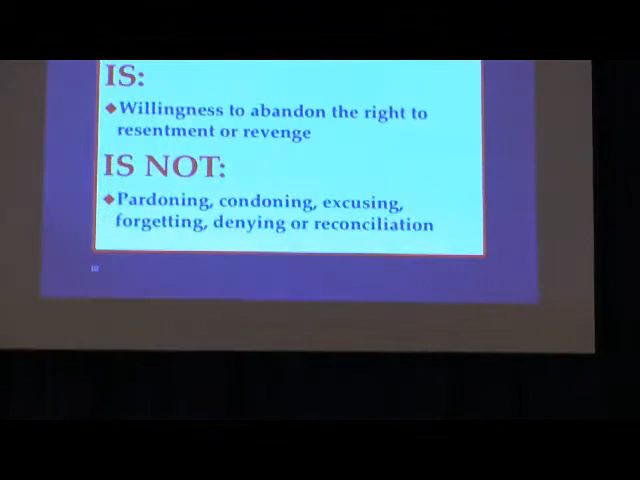 IS:
◆Willingness to abandon the right to
resentment or revenge
IS NOT:
◆Pardoning, condoning, excusing,
forgetting, denying or reconciliation